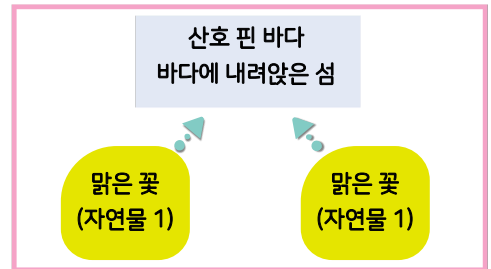 산호 핀 바다
바다에 내려앉은 섬
맑은 꽃
(자연물 1)
맑은 꽃
(자연물 1)